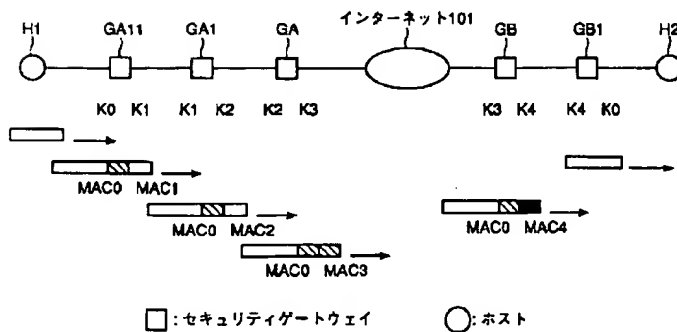 H1 GA11 GA1 GA インターネット101 GB GB1 H2
K0 K1 K1 K2 K2 K3 K3 K4 K4 K0
MAC0 MAC1
MAC0 MAC2
MAC0 MAC4
MAC0 MAC3
□:セキュリティゲートウェイ ○:ホスト